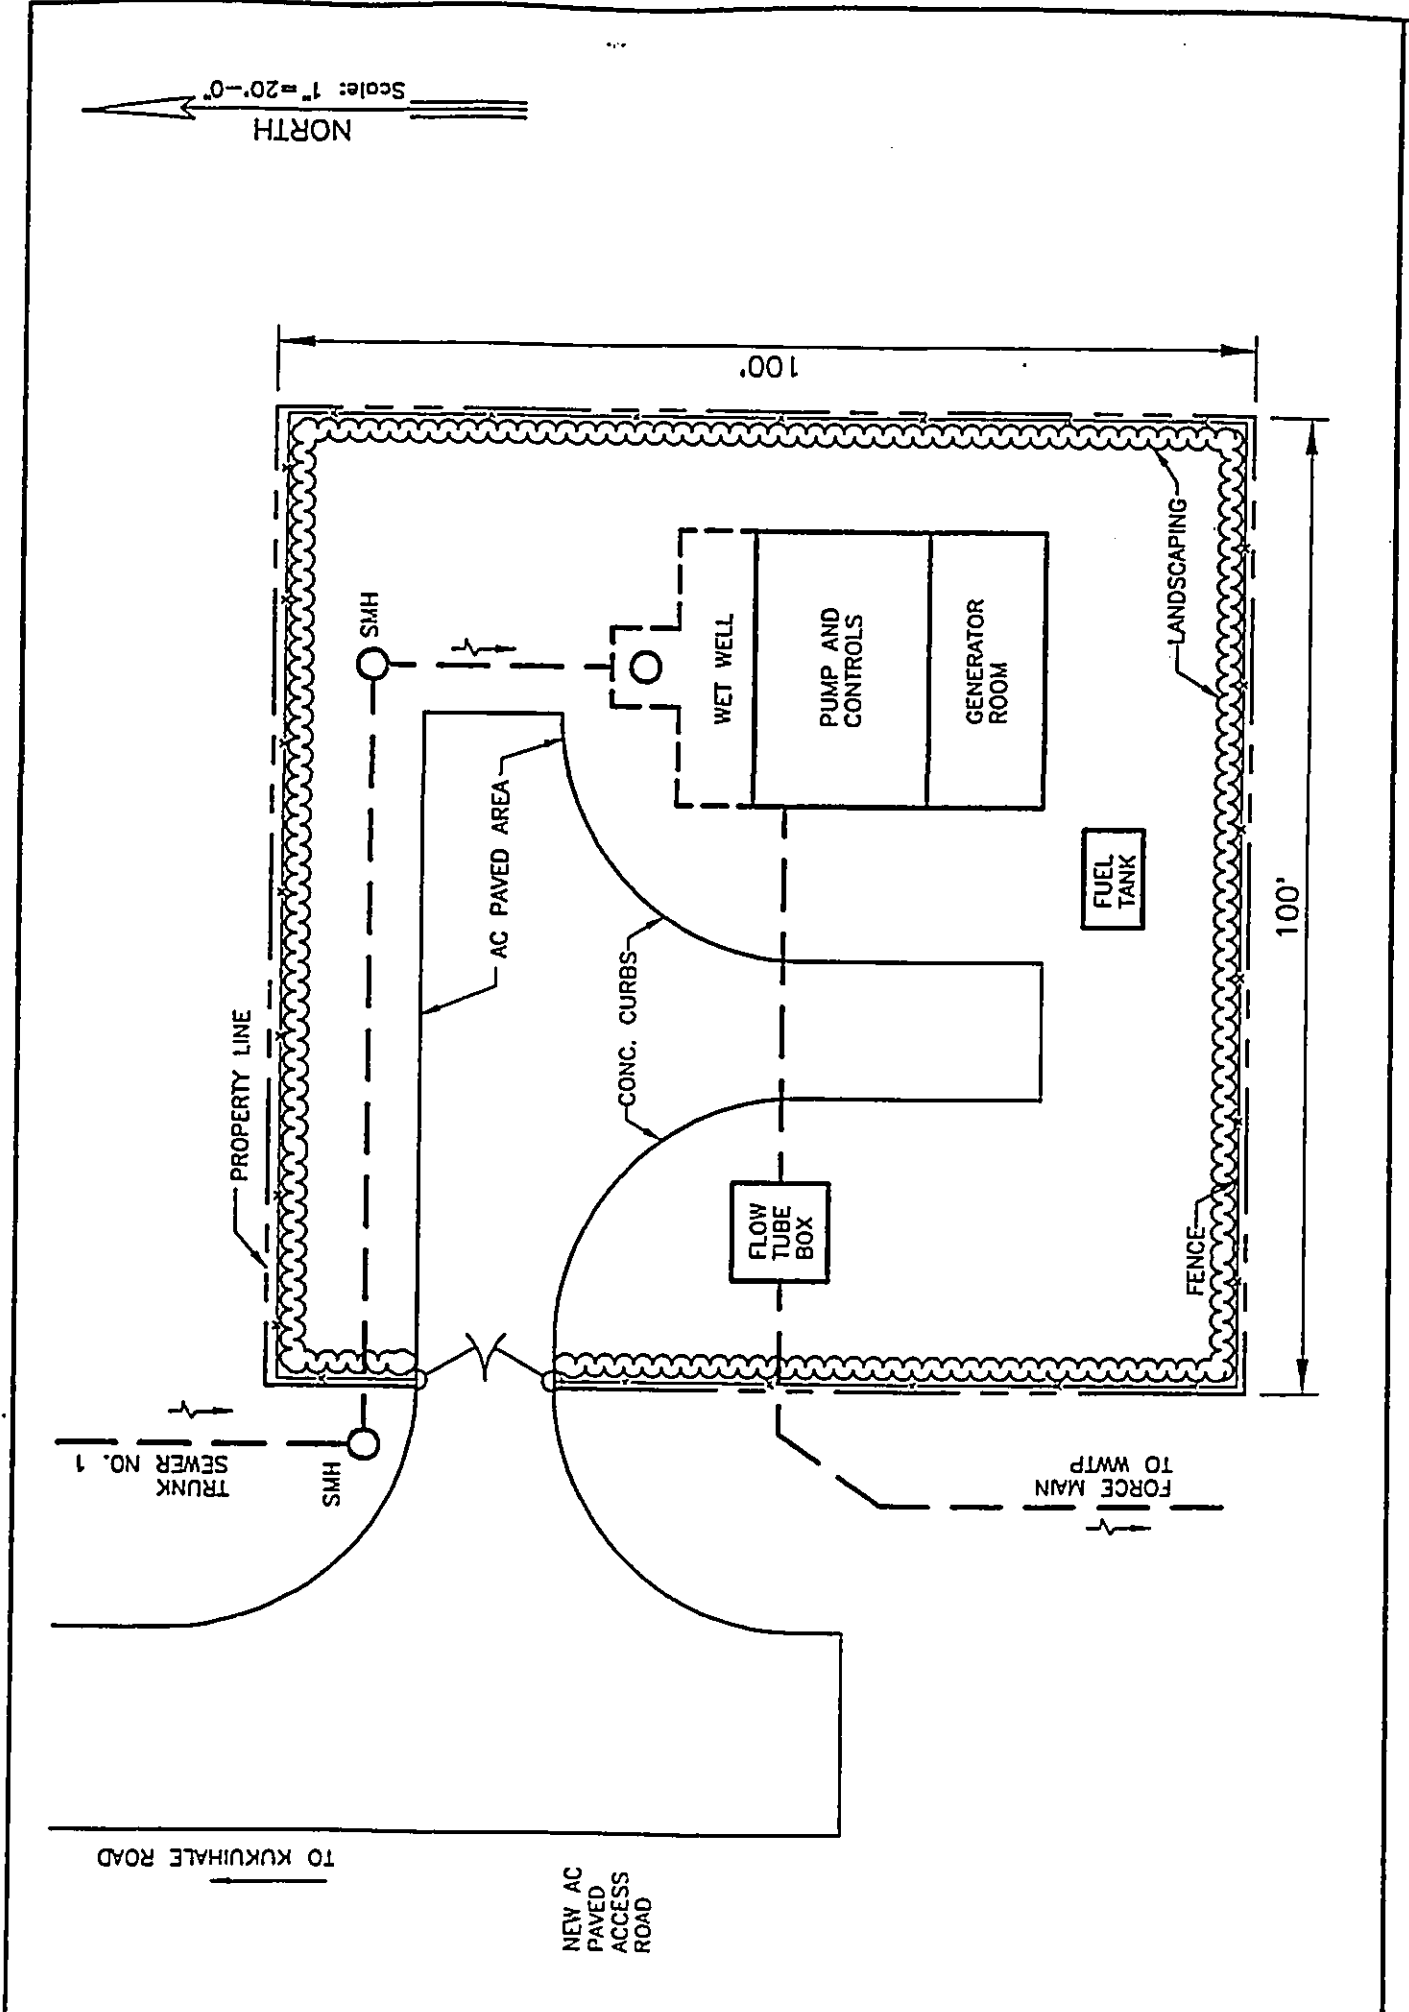 NORTH
Scale: 1"=20'-0"
100'
SMH
WET WELL
PUMP AND
CONTROLS
GENERATOR
ROOM
LANDSCAPING
AC PAVED AREA
FUEL
TANK
100'
CONC. CURBS
PROPERTY LINE
FLOW
TUBE
BOX
FENCE
TRUNK
SEWER NO. 1
SMH
FORCE MAIN
TO WWTP
TO KUKUIHALE ROAD
NEW AC
PAVED
ACCESS
ROAD